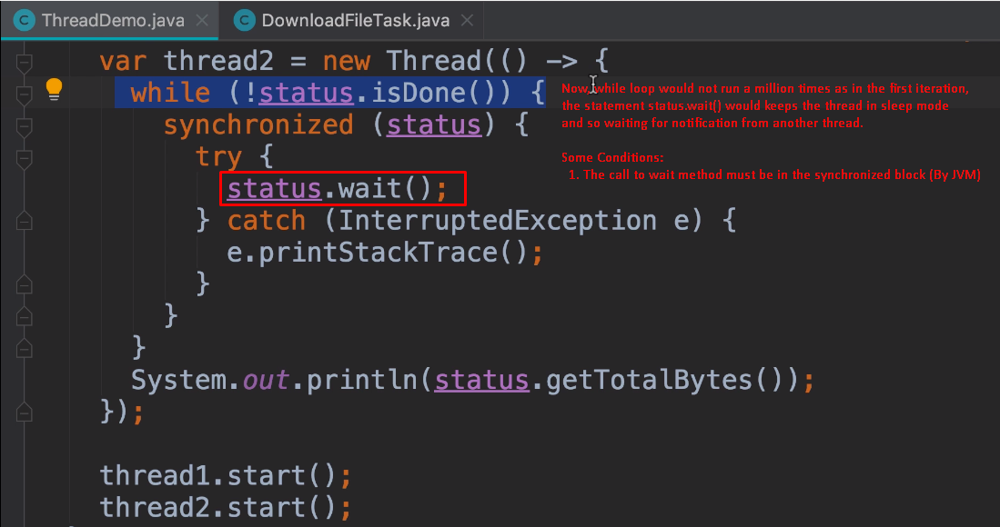 ThreadDemo.java
DownloadFileTask.java
var thread2 = new Thread(() -> {
while (!status.isDone()) {
Now, while loop would not run a million times as in the first iteration,
the statement status.wait() would keeps the thread in sleep mode
and so waiting for notification from another thread.
synchronized (status) {
try {
Some Conditions:
1. The call to wait method must be in the synchronized block (By JVM)
status.wait();
} catch (InterruptedException e) {
e.printStackTrace();
}
}
}
System.out.println(status.getTotalBytes());
});
thread1.start();
thread2.start();